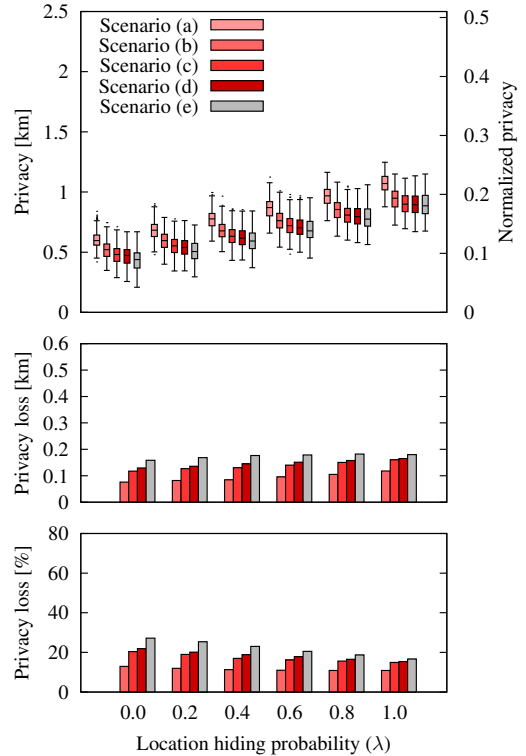 2.5
2
1.5
1
0.5
0
Privacy [km]
Scenario (a)
Scenario (b)
Scenario (c)
Scenario (d)
Scenario (e)
0.5
0.4
0.3
0.2
0.1
0
Normalized privacy
0.6
0.5
0.4
0.3
0.2
0.1
0
Privacy loss [km]
80
60
40
20
0
Privacy loss [%]
0.0 0.2 0.4 0.6 0.8 1.0
Location hiding probability (λ)